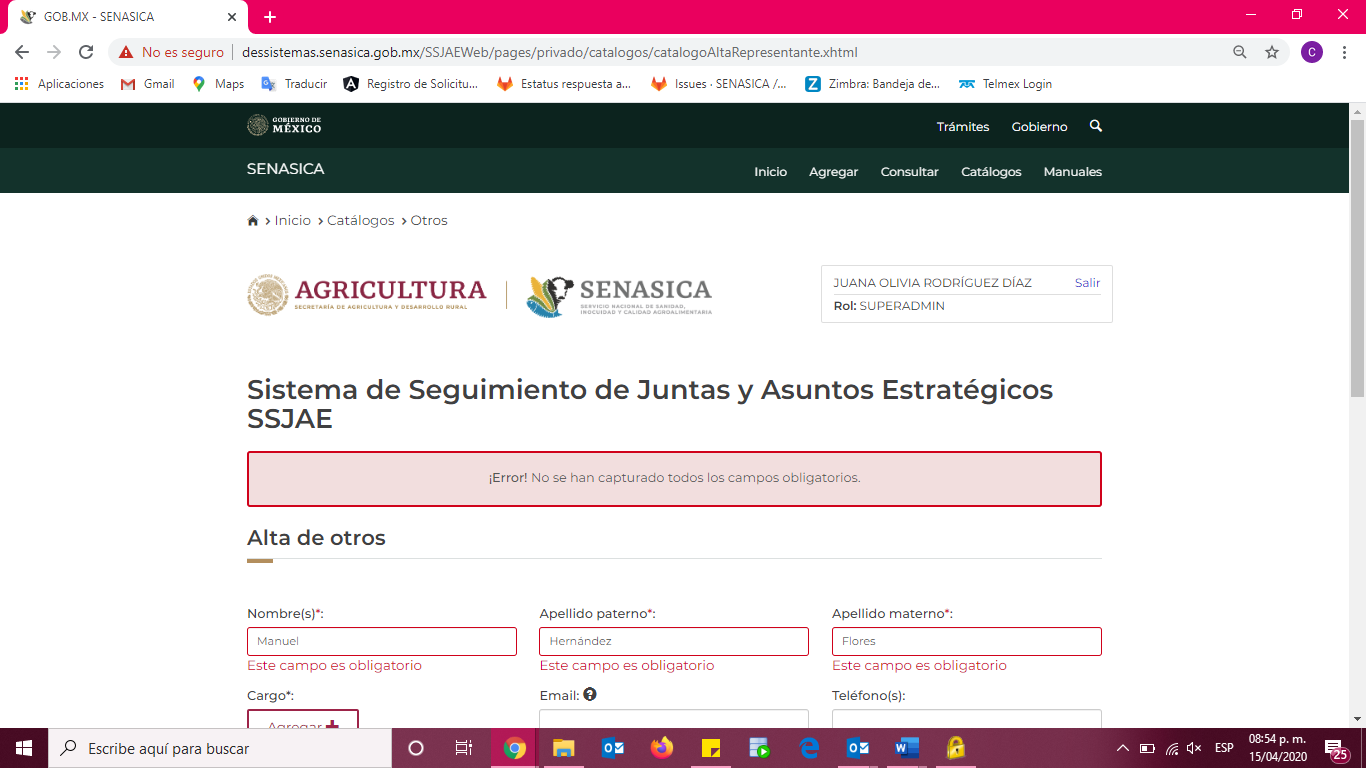 GOB.MX - SENASICA
No es seguro
dessistemas.senasica.gob.mx/SSJAEWeb/pages/privado/catalogos/catalogoAltaRepresentante.xhtml
C
Aplicaciones Gmail Maps Traducir Registro de Solicitu... Estatus respuesta a... Issues · SENASICA /... Zimbra: Bandeja de... Telmex Login
GOBIERNO DE
MÉXICO
Trámites Gobierno
SENASICA
Inicio Agregar Consultar Catálogos Manuales
Inicio Catálogos Otros
AGRICULTURA
SECRETARÍA DE AGRICULTURA Y DESARROLLO RURAL
SENASICA
SERVICIO NACIONAL DE SANIDAD,
INOCUIDAD Y CALIDAD AGROALIMENTARIA
JUANA OLIVIA RODRÍGUEZ DÍAZ Salir
Rol: SUPERADMIN
Sistema de Seguimiento de Juntas y Asuntos Estratégicos
SSJAE
¡Error! No se han capturado todos los campos obligatorios.
Alta de otros
Nombre(s)*: Apellido paterno*: Apellido materno*:
Manuel Hernández Flores
Este campo es obligatorio Este campo es obligatorio Este campo es obligatorio
Cargo*: Email: Teléfono(s):
Agregar
Escribe aquí para buscar
ESP
08:54 p. m.
15/04/2020
25